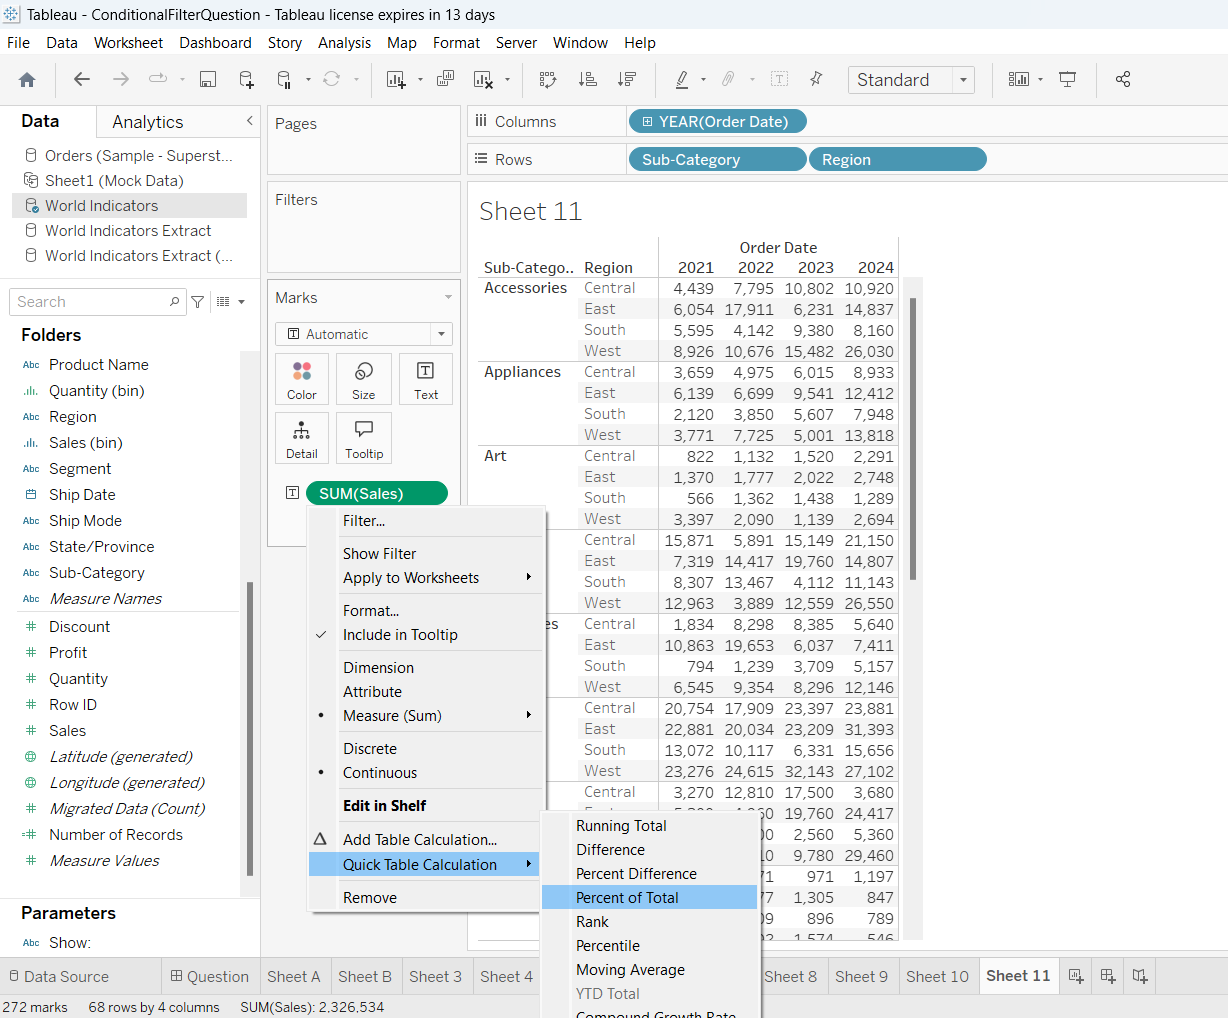 Tableau - ConditionalFilterQuestion - Tableau license expires in 13 days
File Data Worksheet Dashboard Story Analysis Map Format Server Window Help
Standard
Data Analytics
Orders (Sample - Superst...
Sheet1 (Mock Data)
World Indicators
World Indicators Extract
World Indicators Extract (...
Search
Folders
Abc Product Name
Quantity (bin)
Abc Region
Sales (bin)
Abc Segment
Ship Date
Abc Ship Mode
Abc State/Province
Abc Sub-Category
Abc Measure Names
# Discount
# Profit
# Quantity
# Row ID
# Sales
Latitude (generated)
Longitude (generated)
# Migrated Data (Count)
=# Number of Records
# Measure Values
Parameters
Abc Show:
Pages
Filters
Marks
Automatic
Color Size Text
Detail Tooltip
SUM(Sales)
Filter...
Show Filter
Apply to Worksheets
Format...
Include in Tooltip
Dimension
Attribute
Measure (Sum)
Discrete
Continuous
Edit in Shelf
Add Table Calculation...
Quick Table Calculation
Remove
Running Total
Difference
Percent Difference
Percent of Total
Rank
Percentile
Moving Average
YTD Total
Compound Growth Rate
Columns YEAR(Order Date)
Rows Sub-Category Region
Sheet 11
Order Date
Sub-Catego.. Region 2021 2022 2023 2024
Accessories Central 4,439 7,795 10,802 10,920
East 6,054 17,911 6,231 14,837
South 5,595 4,142 9,380 8,160
West 8,926 10,676 15,482 26,030
Appliances Central 3,659 4,975 6,015 8,933
East 6,139 6,699 9,541 12,412
South 2,120 3,850 5,607 7,948
West 3,771 7,725 5,001 13,818
Art Central 822 1,132 1,520 2,291
East 1,370 1,777 2,022 2,748
South 566 1,362 1,438 1,289
West 3,397 2,090 1,139 2,694
Central 15,871 5,891 15,149 21,150
East 7,319 14,417 19,760 14,807
South 8,307 13,467 4,112 11,143
West 12,963 3,889 12,559 26,550
es Central 1,834 8,298 8,385 5,640
East 10,863 19,653 6,037 7,411
South 794 1,239 3,709 5,157
West 6,545 9,354 8,296 12,146
Central 20,754 17,909 23,397 23,881
East 22,881 20,034 23,209 31,393
South 13,072 10,117 6,331 15,656
West 23,276 24,615 32,143 27,102
Central 3,270 12,810 17,500 3,680
19,760 24,417
00 2,560 5,360
10 9,780 29,460
71 971 1,197
77 1,305 847
09 896 789
1,574 546
Data Source Question Sheet A Sheet B Sheet 3 Sheet 4 Sheet 8 Sheet 9 Sheet 10 Sheet 11
272 marks 68 rows by 4 columns SUM(Sales): 2,326,534